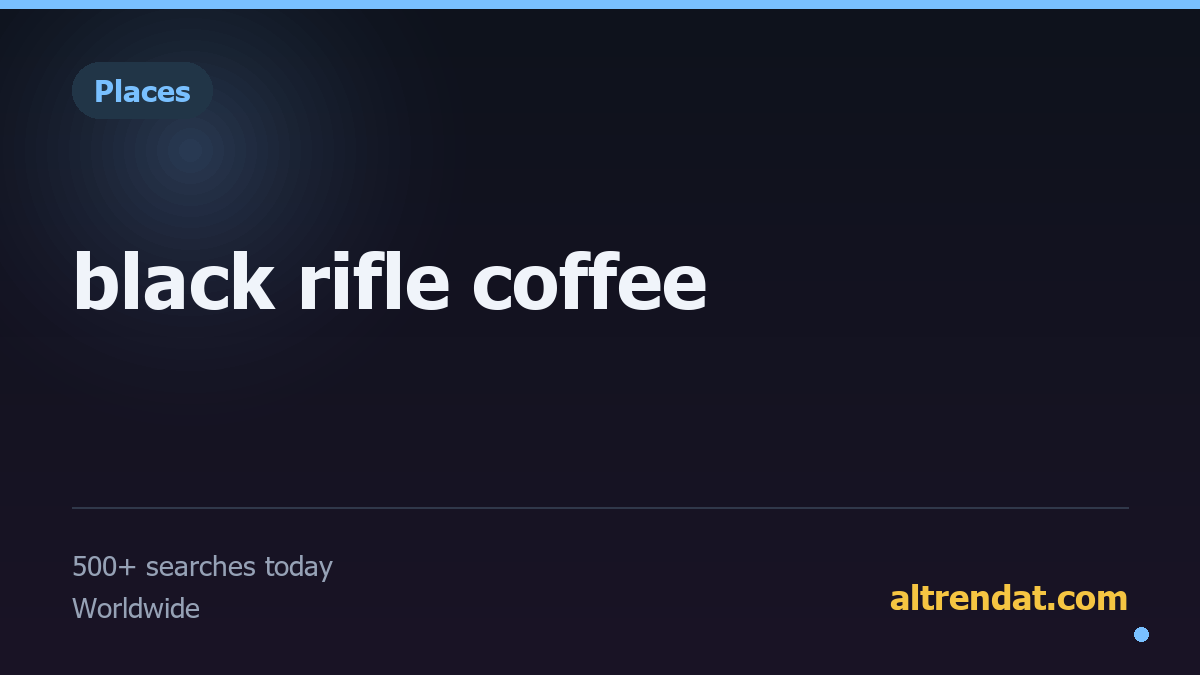 Places
black rifle coffee
500+ searches today
Worldwide
altrendat.com